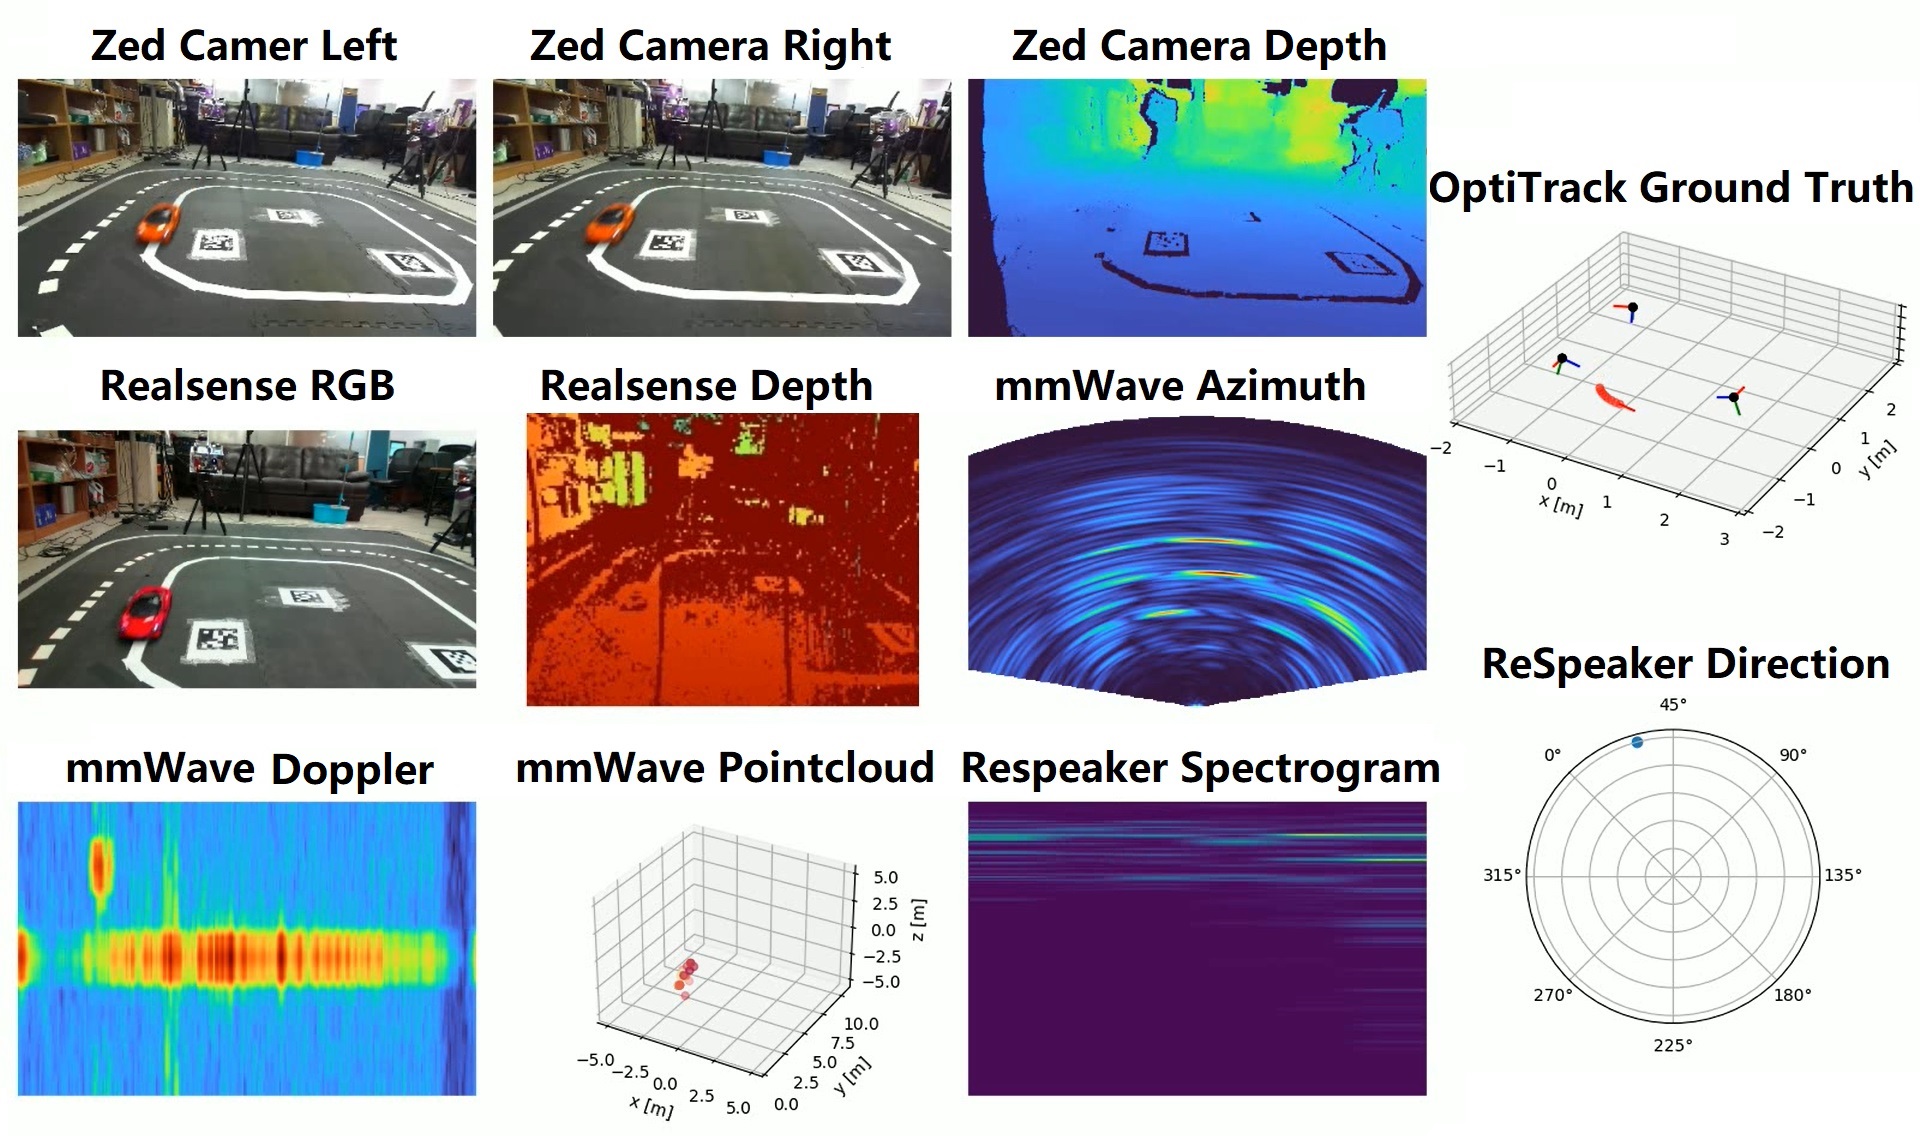 Zed Camer Left
Zed Camera Right
Zed Camera Depth
OptiTrack Ground Truth
−2
−1
0
1
2
3
x [m]
−2
−1
0
1
2
y [m]
Realsense RGB
Realsense Depth
mmWave Azimuth
ReSpeaker Direction
45°
0°
90°
315°
135°
270°
180°
225°
mmWave Doppler
mmWave Pointcloud
5.0
2.5
0.0
−2.5
−5.0
z [m]
10.0
7.5
5.0
2.5
0.0
y [m]
−5.0
−2.5
0.0
2.5
5.0
x [m]
Respeaker Spectrogram